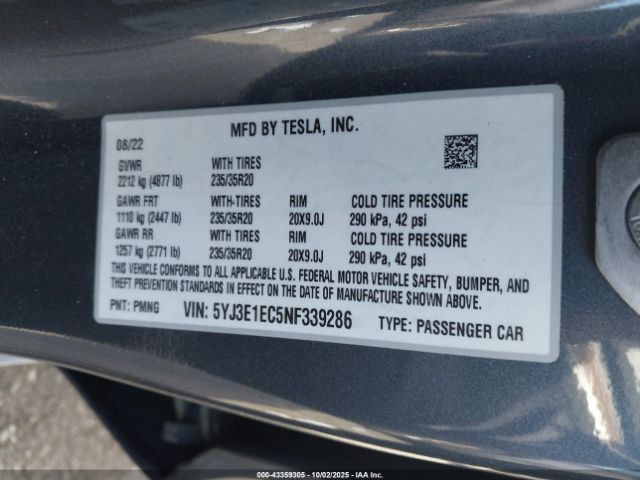 MFD BY TESLA, INC.
08/22
GVWR WITH TIRES
2212 kg (4877 lb) 235/35R20
GAWR FRT WITH TIRES RIM COLD TIRE PRESSURE
1110 kg (2447 lb) 235/35R20 20X9.0J 290 kPa, 42 psi
GAWR RR WITH TIRES RIM COLD TIRE PRESSURE
1257 kg (2771 lb) 235/35R20 20X9.0J 290 kPa, 42 psi
THIS VEHICLE CONFORMS TO ALL APPLICABLE U.S. FEDERAL MOTOR VEHICLE SAFETY, BUMPER, AND
THEFT PREVENTION STANDARDS IN EFFECT ON THE DATE OF MANUFACTURE SHOWN ABOVE.
PNT: PMNG VIN: 5YJ3E1EC5NF339286 TYPE: PASSENGER CAR
000-43359305 - 10/02/2025 - IAA Inc.